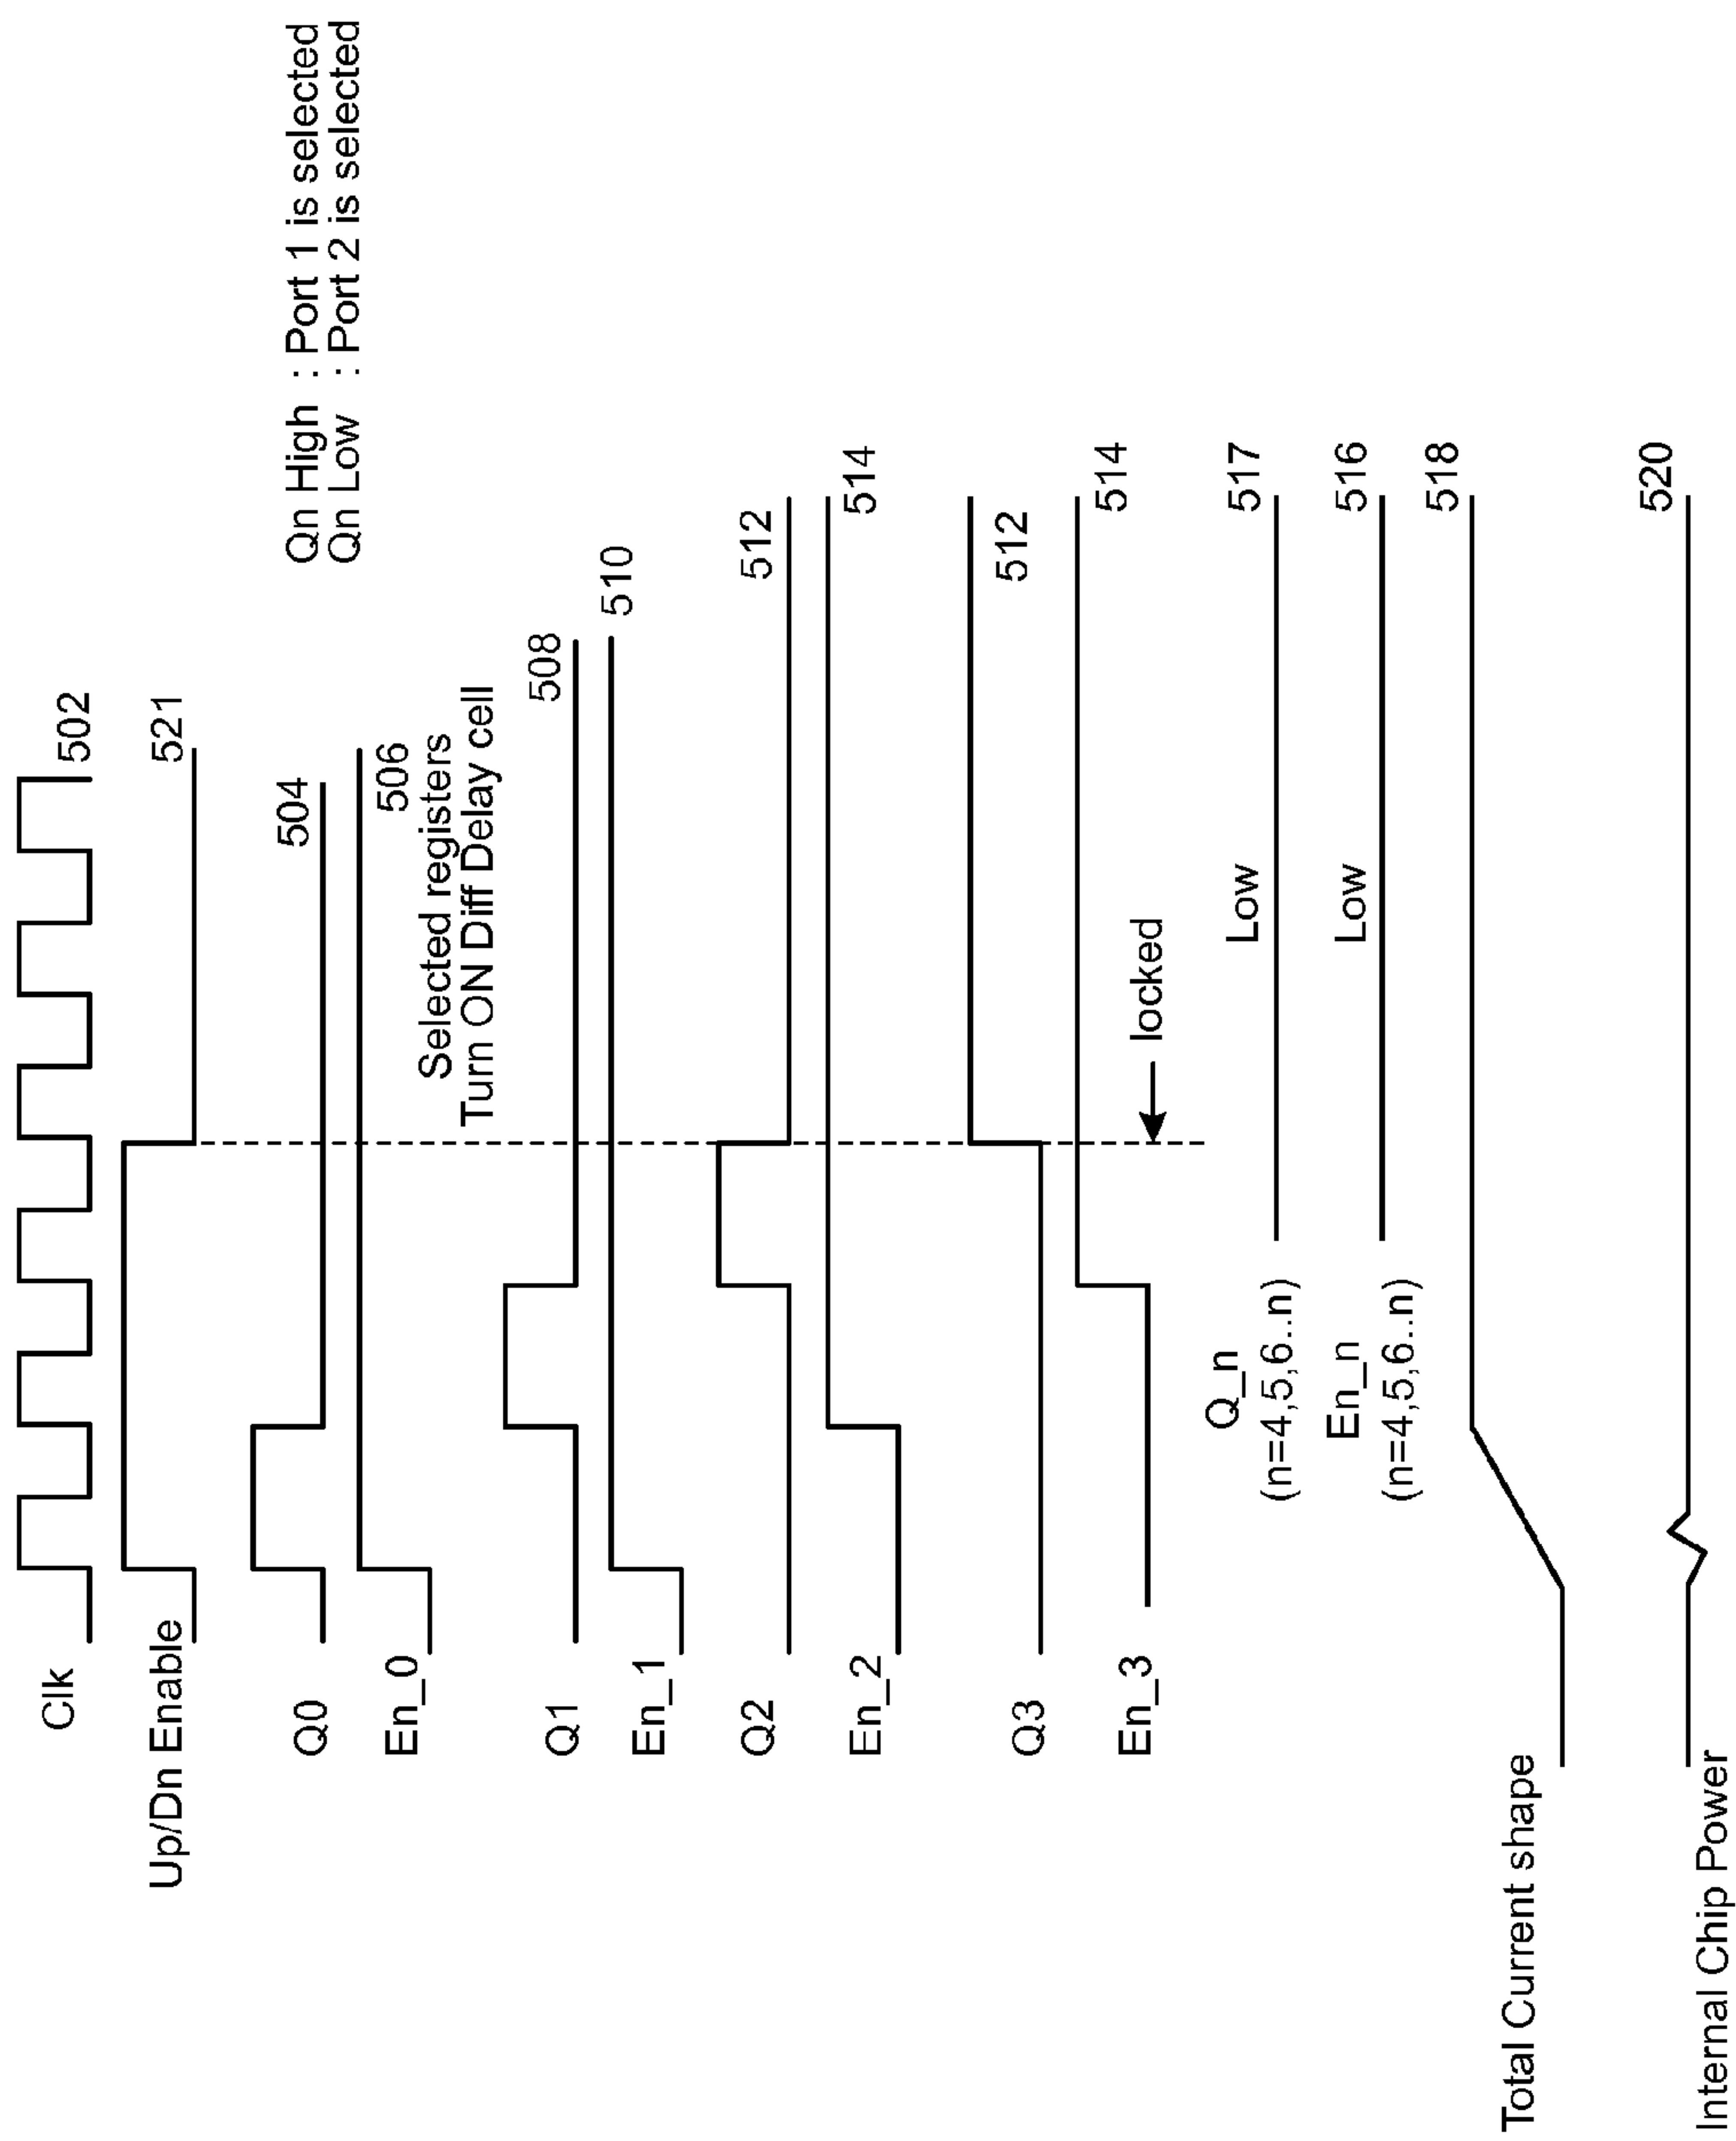 Clk
502
Up/Dn Enable
521
Qn High : Port 1 is selected
Qn Low : Port 2 is selected
Q0
504
En_0
506
Selected registers
Turn ON Diff Delay cell
Q1
508
En_1
510
Q2
512
En_2
514
Q3
512
En_3
514
locked
Q_n
(n=4,5,6..n)
Low
517
En_n
(n=4,5,6..n)
Low
516
Total Current shape
518
Internal Chip Power
520